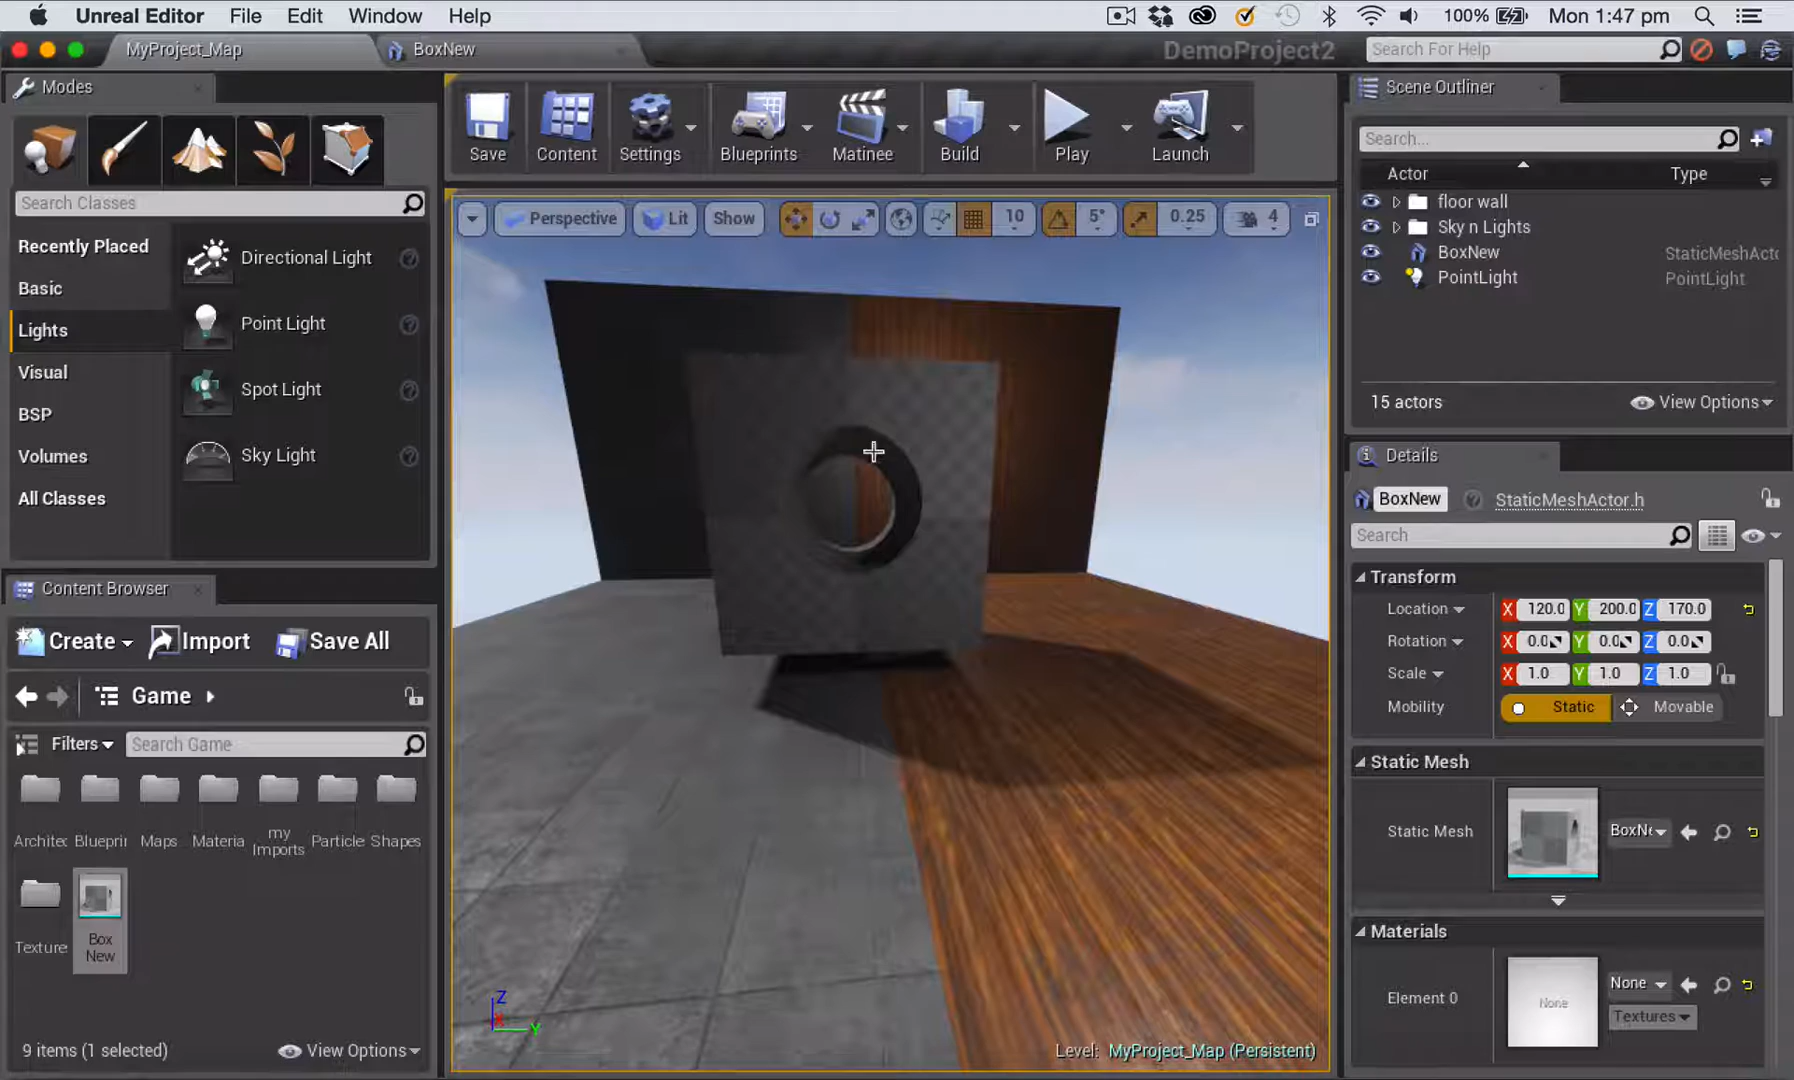 Unreal Editor File Edit Window Help 100% Mon 1:47 pm
MyProject_Map BoxNew DemoProject2 Search For Help
Modes
Search Classes
Recently Placed
Basic
Lights
Visual
BSP
Volumes
All Classes
Directional Light
Point Light
Spot Light
Sky Light
Save Content Settings Blueprints Matinee Build Play Launch
Perspective Lit Show 10 5° 0.25 4
Level: MyProject_Map (Persistent)
Z
X
Y
Content Browser
Create Import Save All
Game
Filters Search Game
Architec Blueprir Maps Materia my Imports Particle Shapes
Texture Box New
9 items (1 selected) View Options
Scene Outliner
Search...
Actor Type
floor wall
Sky n Lights
BoxNew StaticMeshActo
PointLight PointLight
15 actors View Options
Details
BoxNew StaticMeshActor.h
Search
Transform
Location X 120.0 Y 200.0 Z 170.0
Rotation X 0.0 Y 0.0 Z 0.0
Scale X 1.0 Y 1.0 Z 1.0
Mobility Static Movable
Static Mesh
Static Mesh BoxNe
Materials
Element 0 None None
Textures